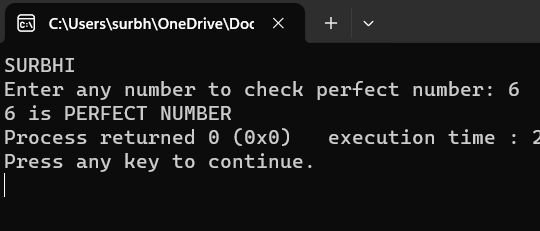 C:\Users\surbh\OneDrive\Doc
SURBHI
Enter any number to check perfect number: 6
6 is PERFECT NUMBER
Process returned 0 (0x0)   execution time : 2
Press any key to continue.